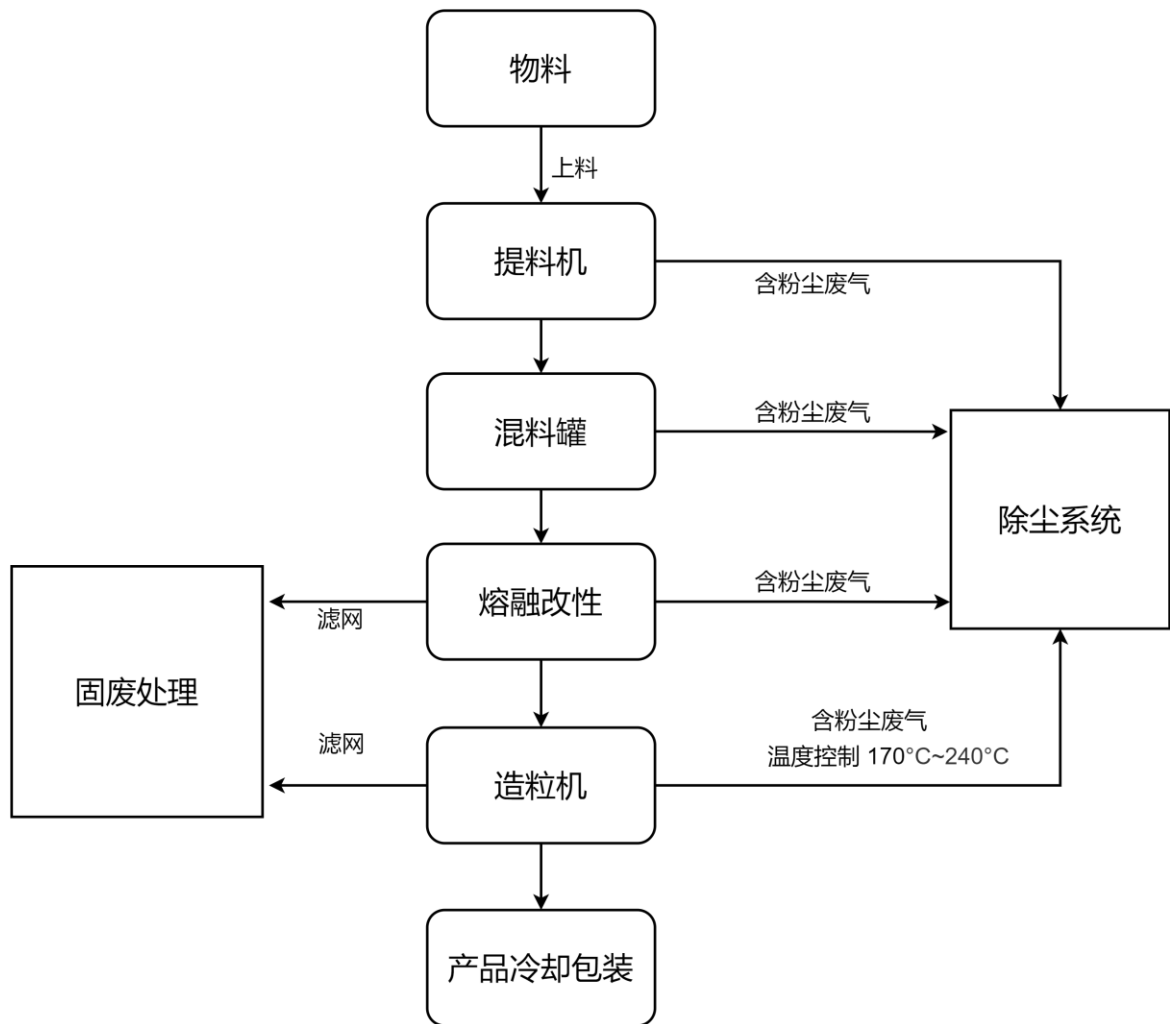 物料
上料
提料机
含粉尘废气
混料罐
含粉尘废气
除尘系统
熔融改性
含粉尘废气
滤网
固废处理
滤网
含粉尘废气
温度控制 170°C~240°C
造粒机
产品冷却包装